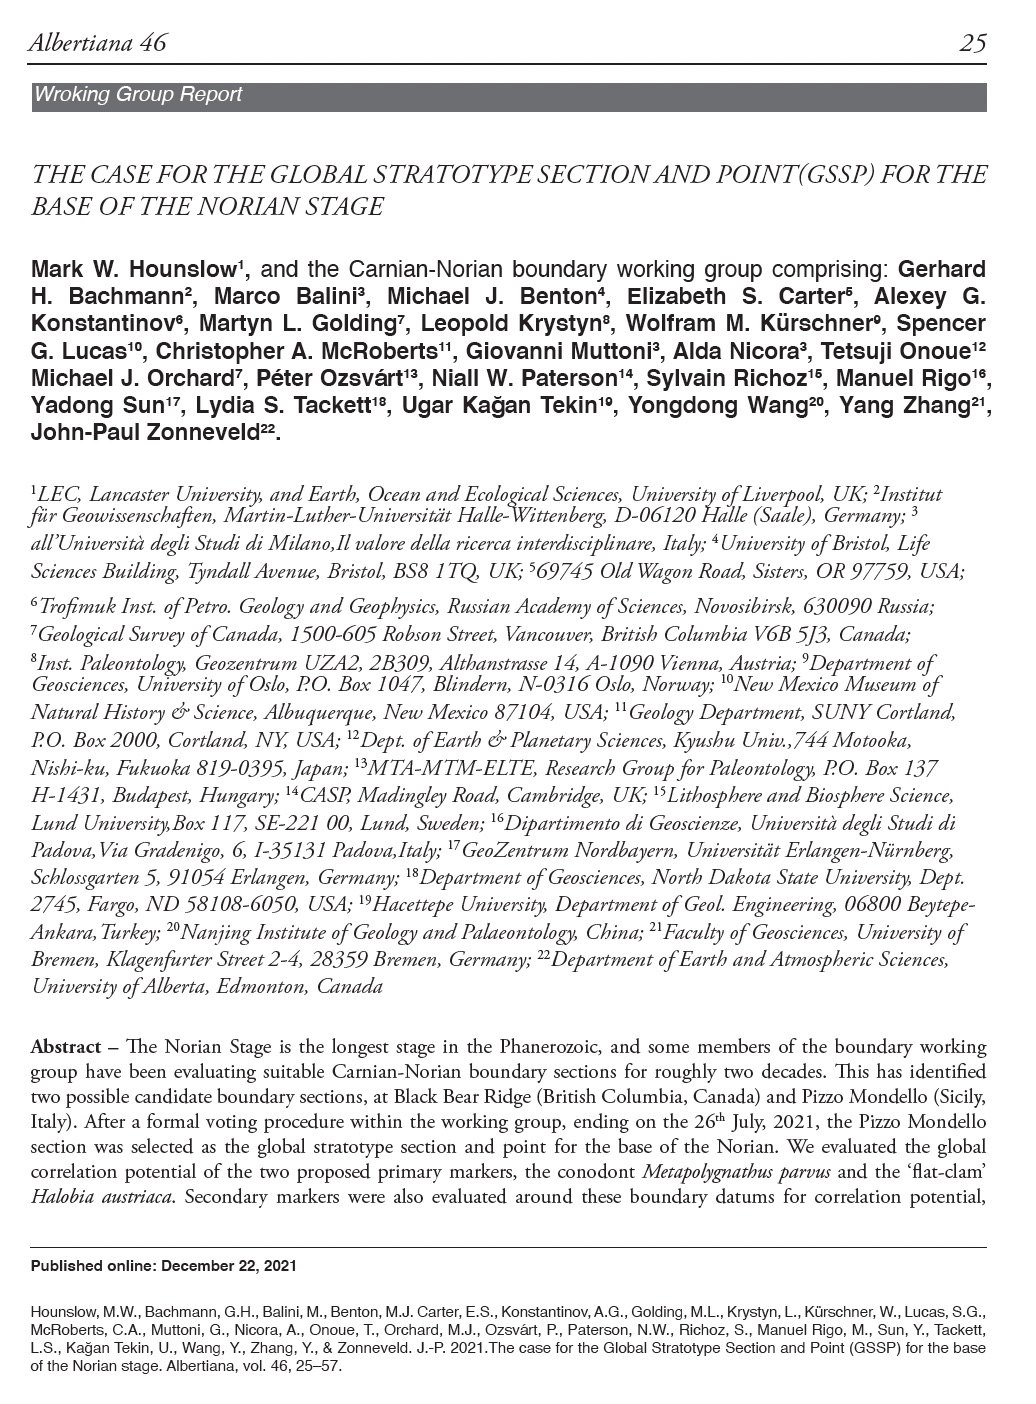 Albertiana 46 25
Wroking Group Report
THE CASE FOR THE GLOBAL STRATOTYPE SECTION AND POINT(GSSP) FOR THE
BASE OF THE NORIAN STAGE
Mark W. Hounslow¹, and the Carnian-Norian boundary working group comprising: Gerhard
H. Bachmann², Marco Balini³, Michael J. Benton⁴, Elizabeth S. Carter⁵, Alexey G.
Konstantinov⁶, Martyn L. Golding⁷, Leopold Krystyn⁸, Wolfram M. Kürschner⁹, Spencer
G. Lucas¹⁰, Christopher A. McRoberts¹¹, Giovanni Muttoni³, Alda Nicora³, Tetsuji Onoue¹²
Michael J. Orchard⁷, Péter Ozsvárt¹³, Niall W. Paterson¹⁴, Sylvain Richoz¹⁵, Manuel Rigo¹⁶,
Yadong Sun¹⁷, Lydia S. Tackett¹⁸, Ugar Kağan Tekin¹⁹, Yongdong Wang²⁰, Yang Zhang²¹,
John-Paul Zonneveld²².
¹LEC, Lancaster University, and Earth, Ocean and Ecological Sciences, University of Liverpool, UK; ²Institut
für Geowissenschaften, Martin-Luther-Universität Halle-Wittenberg, D-06120 Halle (Saale), Germany; ³
all'Università degli Studi di Milano,Il valore della ricerca interdisciplinare, Italy; ⁴University of Bristol, Life
Sciences Building, Tyndall Avenue, Bristol, BS8 1TQ, UK; ⁵69745 Old Wagon Road, Sisters, OR 97759, USA;
⁶Trofimuk Inst. of Petro. Geology and Geophysics, Russian Academy of Sciences, Novosibirsk, 630090 Russia;
⁷Geological Survey of Canada, 1500-605 Robson Street, Vancouver, British Columbia V6B 5J3, Canada;
⁸Inst. Paleontology, Geozentrum UZA2, 2B309, Althanstrasse 14, A-1090 Vienna, Austria; ⁹Department of
Geosciences, University of Oslo, P.O. Box 1047, Blindern, N-0316 Oslo, Norway; ¹⁰New Mexico Museum of
Natural History & Science, Albuquerque, New Mexico 87104, USA; ¹¹Geology Department, SUNY Cortland,
P.O. Box 2000, Cortland, NY, USA; ¹²Dept. of Earth & Planetary Sciences, Kyushu Univ.,744 Motooka,
Nishi-ku, Fukuoka 819-0395, Japan; ¹³MTA-MTM-ELTE, Research Group for Paleontology, P.O. Box 137
H-1431, Budapest, Hungary; ¹⁴CASP, Madingley Road, Cambridge, UK; ¹⁵Lithosphere and Biosphere Science,
Lund University,Box 117, SE-221 00, Lund, Sweden; ¹⁶Dipartimento di Geoscienze, Università degli Studi di
Padova,Via Gradenigo, 6, I-35131 Padova,Italy; ¹⁷GeoZentrum Nordbayern, Universität Erlangen-Nürnberg,
Schlossgarten 5, 91054 Erlangen, Germany; ¹⁸Department of Geosciences, North Dakota State University, Dept.
2745, Fargo, ND 58108-6050, USA; ¹⁹Hacettepe University, Department of Geol. Engineering, 06800 Beytepe-
Ankara,Turkey; ²⁰Nanjing Institute of Geology and Palaeontology, China; ²¹Faculty of Geosciences, University of
Bremen, Klagenfurter Street 2-4, 28359 Bremen, Germany; ²²Department of Earth and Atmospheric Sciences,
University of Alberta, Edmonton, Canada
Abstract – The Norian Stage is the longest stage in the Phanerozoic, and some members of the boundary working
group have been evaluating suitable Carnian-Norian boundary sections for roughly two decades. This has identified
two possible candidate boundary sections, at Black Bear Ridge (British Columbia, Canada) and Pizzo Mondello (Sicily,
Italy). After a formal voting procedure within the working group, ending on the 26th July, 2021, the Pizzo Mondello
section was selected as the global stratotype section and point for the base of the Norian. We evaluated the global
correlation potential of the two proposed primary markers, the conodont Metapolygnathus parvus and the ‘flat-clam’
Halobia austriaca. Secondary markers were also evaluated around these boundary datums for correlation potential,
Published online: December 22, 2021
Hounslow, M.W., Bachmann, G.H., Balini, M., Benton, M.J. Carter, E.S., Konstantinov, A.G., Golding, M.L., Krystyn, L., Kürschner, W., Lucas, S.G.,
McRoberts, C.A., Muttoni, G., Nicora, A., Onoue, T., Orchard, M.J., Ozsvárt, P., Paterson, N.W., Richoz, S., Manuel Rigo, M., Sun, Y., Tackett,
L.S., Kağan Tekin, U., Wang, Y., Zhang, Y., & Zonneveld. J.-P. 2021.The case for the Global Stratotype Section and Point (GSSP) for the base
of the Norian stage. Albertiana, vol. 46, 25–57.